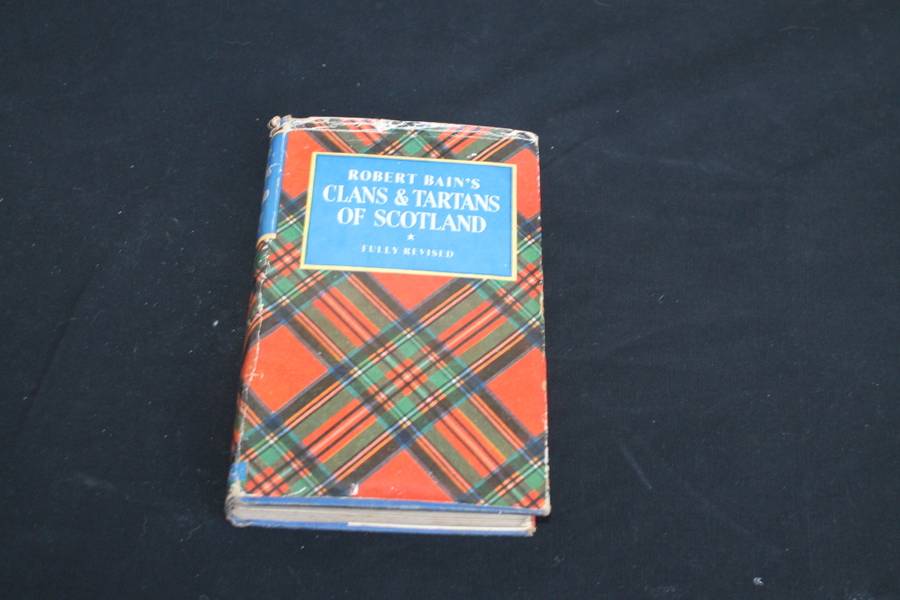 ROBERT BAIN'S
CLANS & TARTANS
OF SCOTLAND
FULLY REVISED